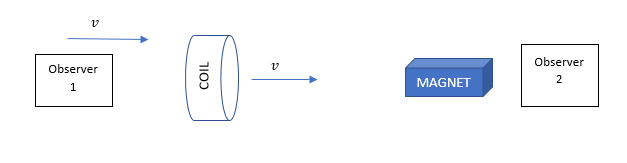 v
Observer
1
COIL
v
MAGNET
Observer
2